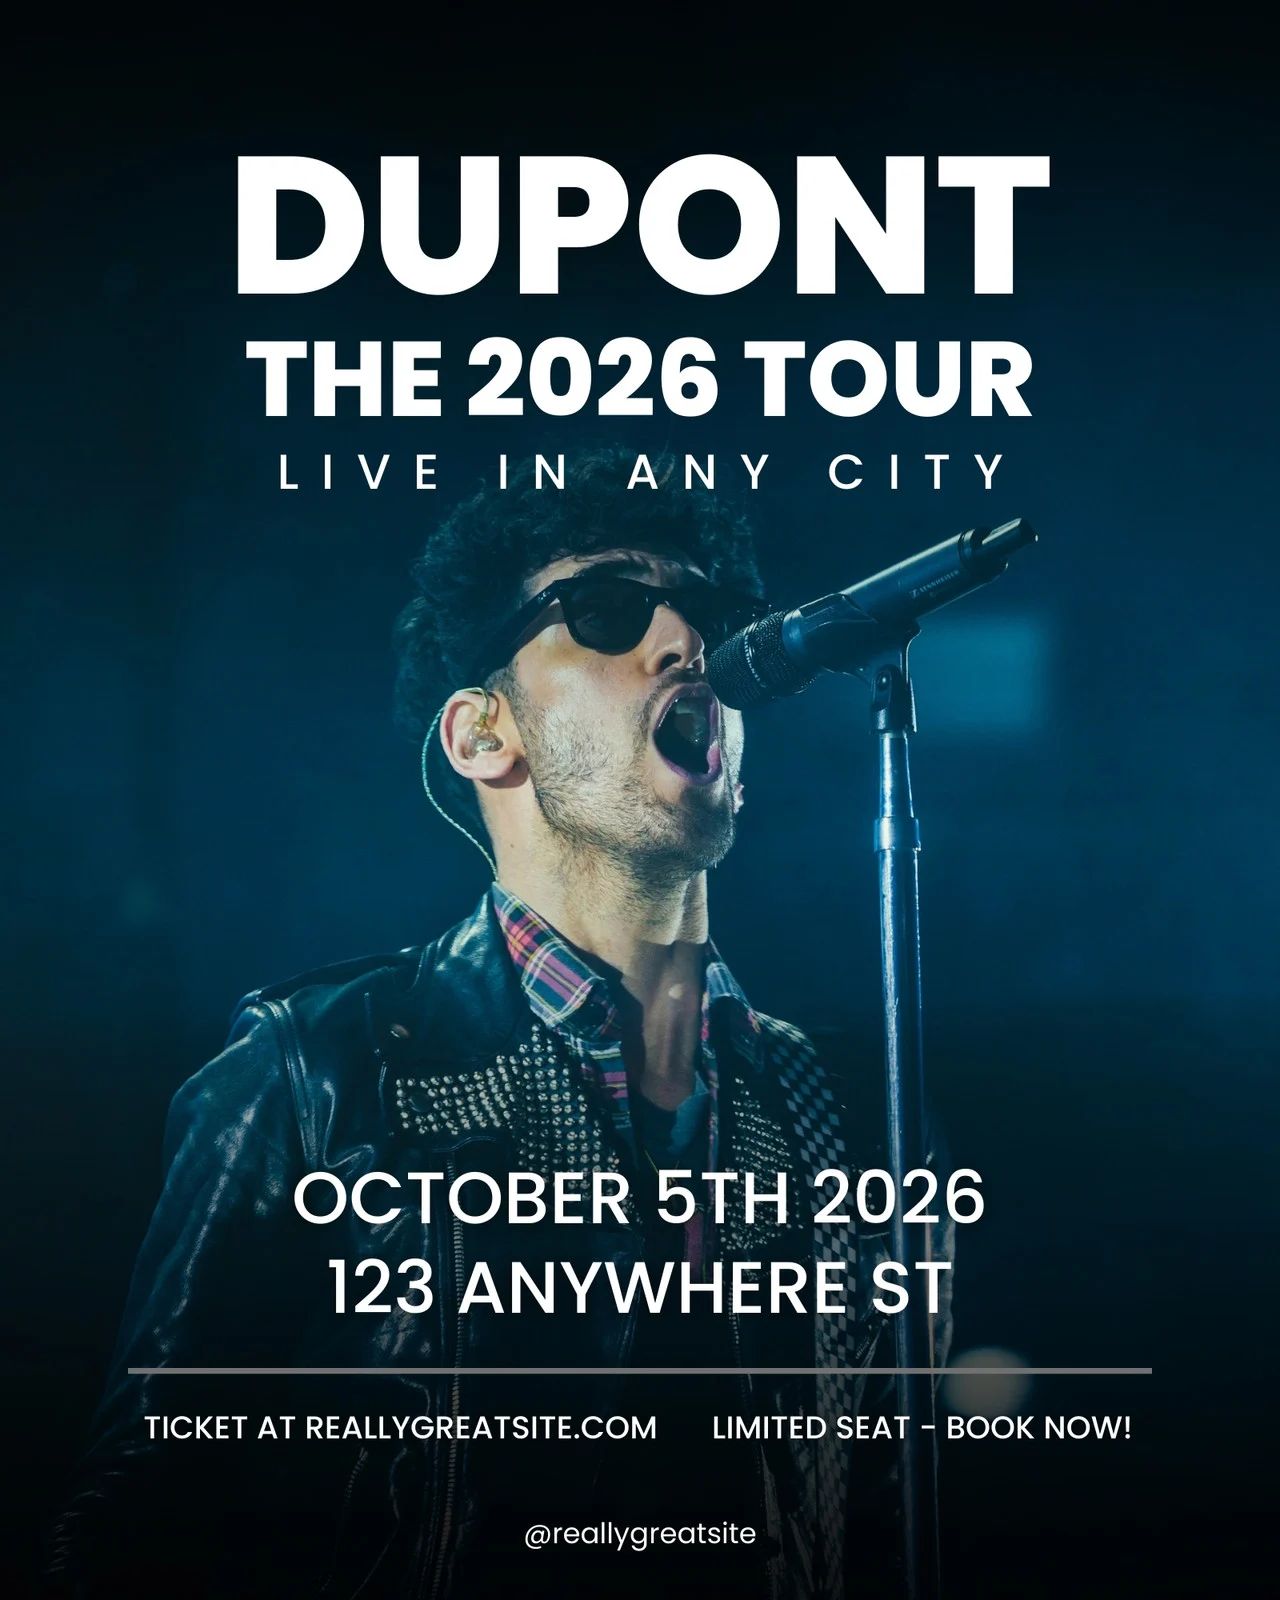 DUPONT
THE 2026 TOUR
LIVE IN ANY CITY
SENNHEISER
OCTOBER 5TH 2026
123 ANYWHERE ST
TICKET AT REALLYGREATSITE.COM LIMITED SEAT - BOOK NOW!
@reallygreatsite